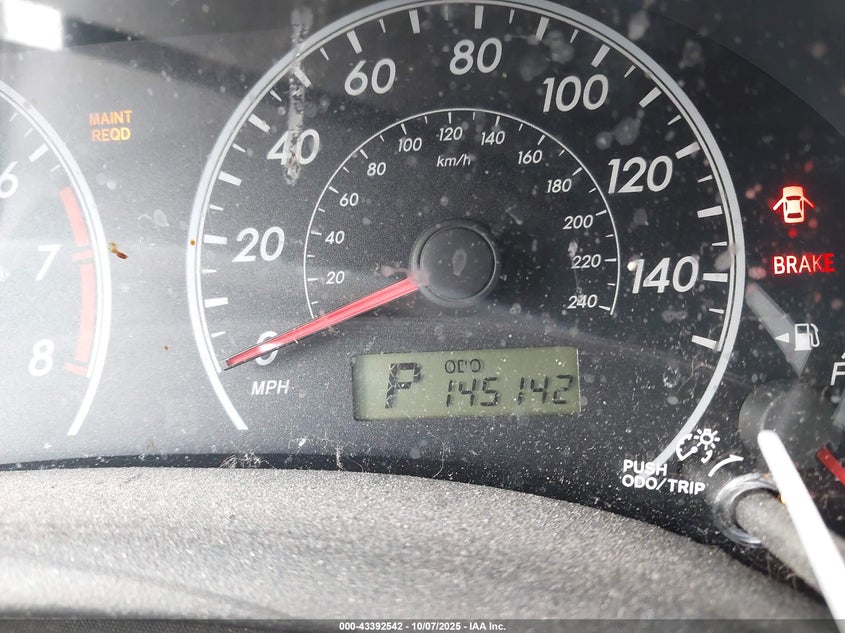 MAINT
REQD
6
7
8
0
20
40
60
80
100
120
140
MPH
20
40
60
80
100
120
140
160
180
200
220
240
km/h
ODO
P 145142
BRAKE
F
PUSH
ODO/TRIP
000-43392542 - 10/07/2025 - IAA Inc.